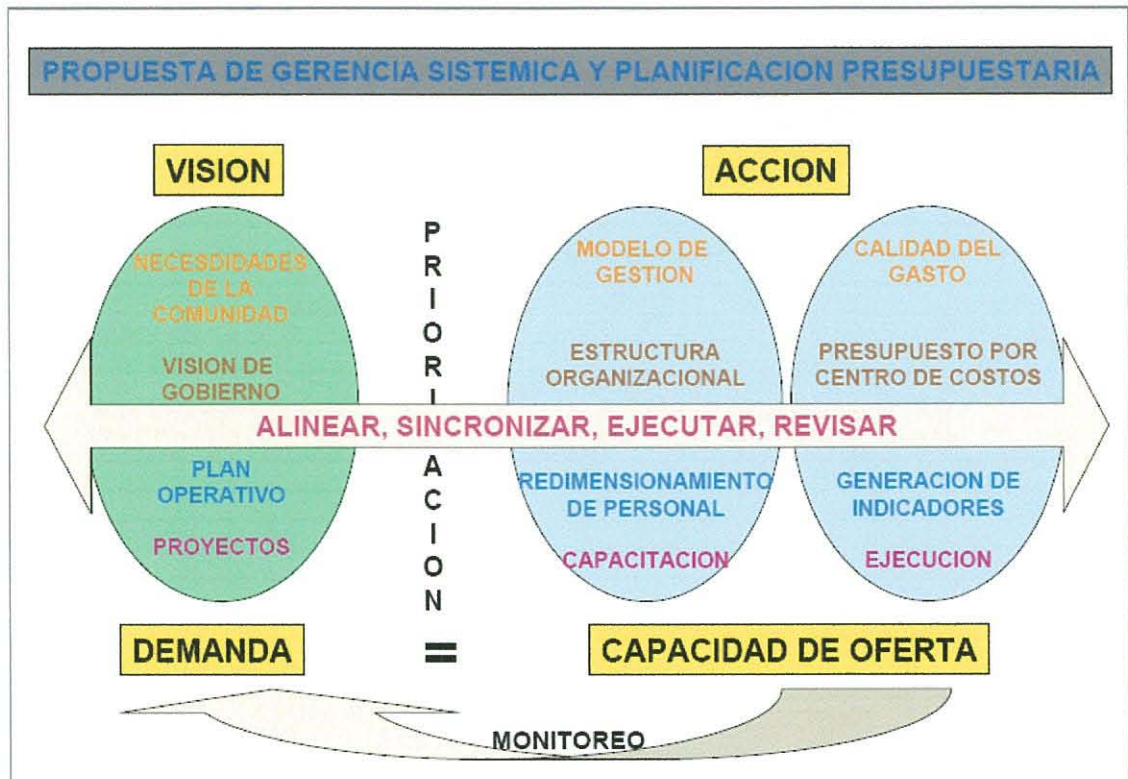 PROPUESTA DE GERENCIA SISTEMICA Y PLANIFICACION PRESUPUESTARIA
VISION
ACCION
NECESDIDADES
DE LA
COMUNIDAD
VISION DE
GOBIERNO
PLAN
OPERATIVO
PROYECTOS
P
R
I
O
R
I
A
C
I
O
N
MODELO DE
GESTION
ESTRUCTURA
ORGANIZACIONAL
REDIMENSIONAMIENTO
DE PERSONAL
CAPACITACION
CALIDAD DEL
GASTO
PRESUPUESTO POR
CENTRO DE COSTOS
GENERACION DE
INDICADORES
EJECUCION
ALINEAR, SINCRONIZAR, EJECUTAR, REVISAR
DEMANDA
=
CAPACIDAD DE OFERTA
MONITOREO